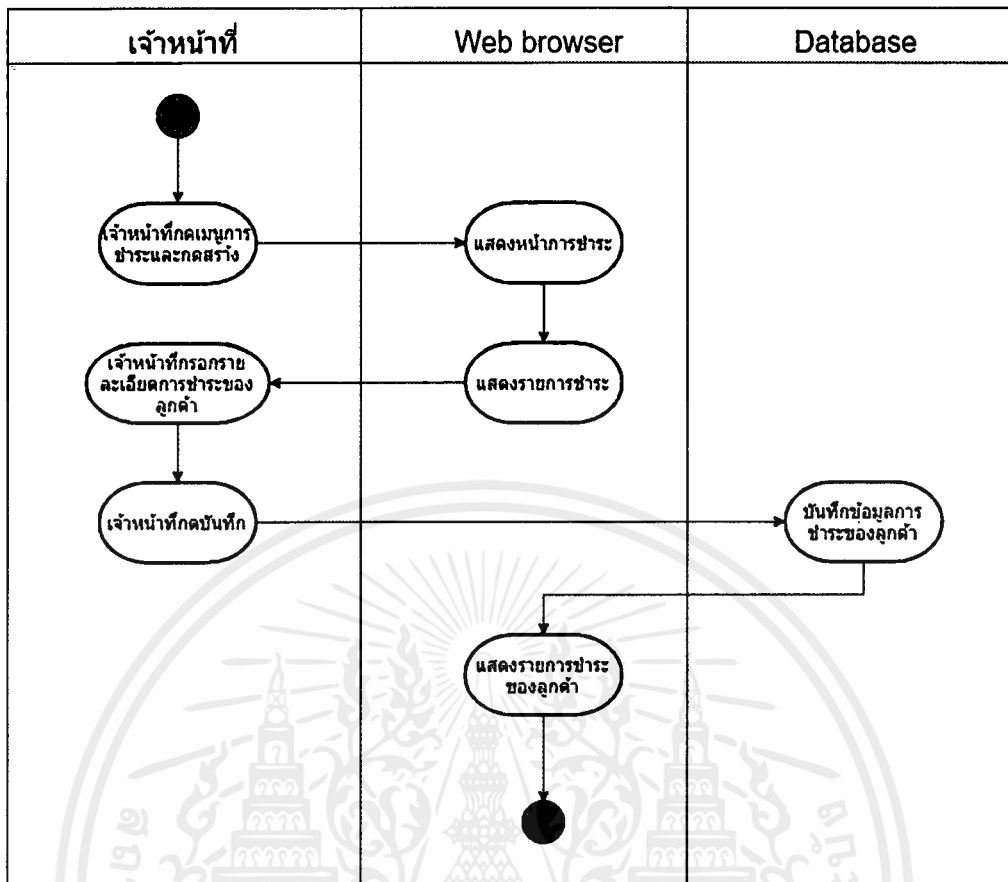 เจ้าหน้าที่
Web browser
Database
เจ้าหน้าที่กดเมนูการ
ชำระและกดสร้าง
แสดงหน้าการชำระ
เจ้าหน้าที่กรอกราย
ละเอียดการชำระของ
ลูกค้า
แสดงรายการชำระ
เจ้าหน้าที่กดบันทึก
บันทึกข้อมูลการ
ชำระของลูกค้า
แสดงรายการชำระ
ของลูกค้า